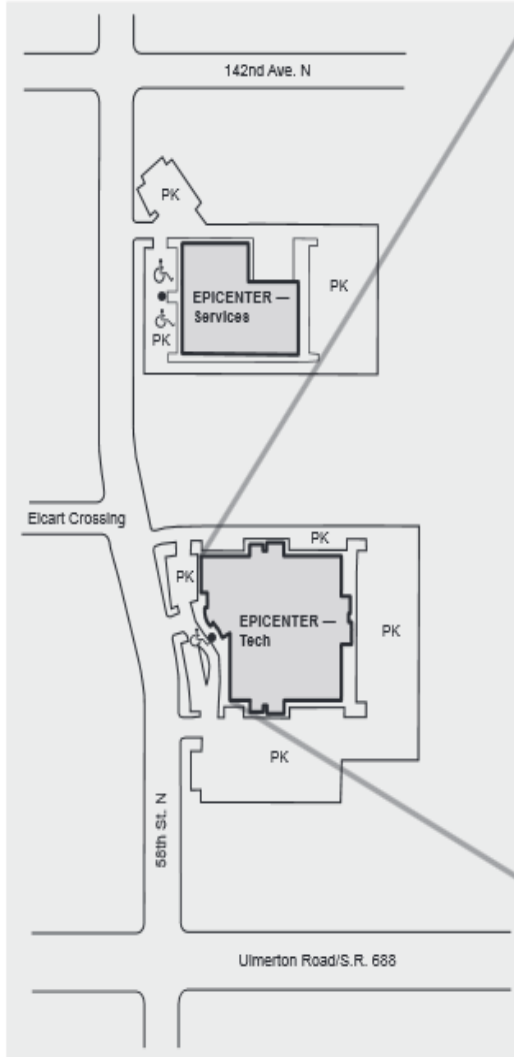 142nd Ave. N
PK
EPICENTER —
Services
PK
PK
Elcart Crossing
PK
PK
EPICENTER —
Tech
PK
PK
58th St. N
Ulmerton Road/S.R. 688